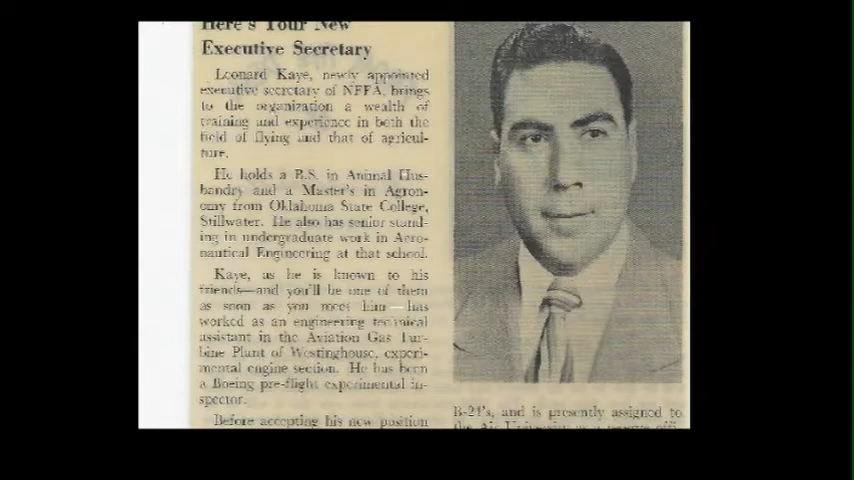 Here's Your New
Executive Secretary
Leonard Kaye, newly appointed
executive secretary of NFFA, brings
to the organization a wealth of
training and experience in both the
field of flying and that of agricul-
ture.
He holds a B.S. in Animal Hus-
bandry and a Master's in Agron-
omy from Oklahoma State College,
Stillwater. He also has senior stand-
ing in undergraduate work in Aero-
nautical Engineering at that school.
Kaye, as he is known to his
friends—and you'll be one of them
as soon as you meet him—has
worked as an engineering technical
assistant in the Aviation Gas Tur-
bine Plant of Westinghouse, experi-
mental engine section. He has been
a Boeing pre-flight experimental in-
spector.
Before accepting his new position
B-24's, and is presently assigned to
the Air University as a reserve offi-